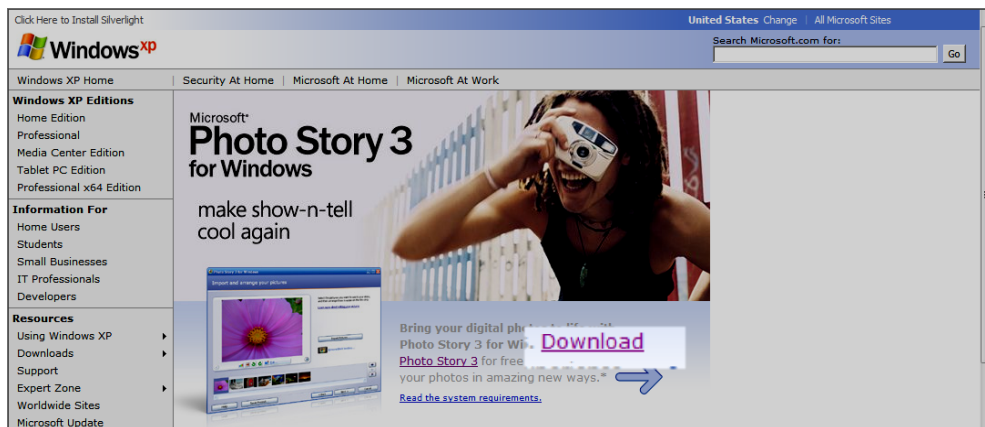 Click Here to Install Silverlight
United States Change | All Microsoft Sites
Windows xp
Search Microsoft.com for:
Go
Windows XP Home | Security At Home | Microsoft At Home | Microsoft At Work
Windows XP Editions
Home Edition
Professional
Media Center Edition
Tablet PC Edition
Professional x64 Edition
Information For
Home Users
Students
Small Businesses
IT Professionals
Developers
Resources
Using Windows XP
Downloads
Support
Expert Zone
Worldwide Sites
Microsoft Update
Microsoft
Photo Story 3
for Windows
make show-n-tell
cool again
Import and arrange your pictures
Bring your digital
Photo Story 3 for
Download
Photo Story 3 for free
your photos in amazing new ways.*
Read the system requirements.